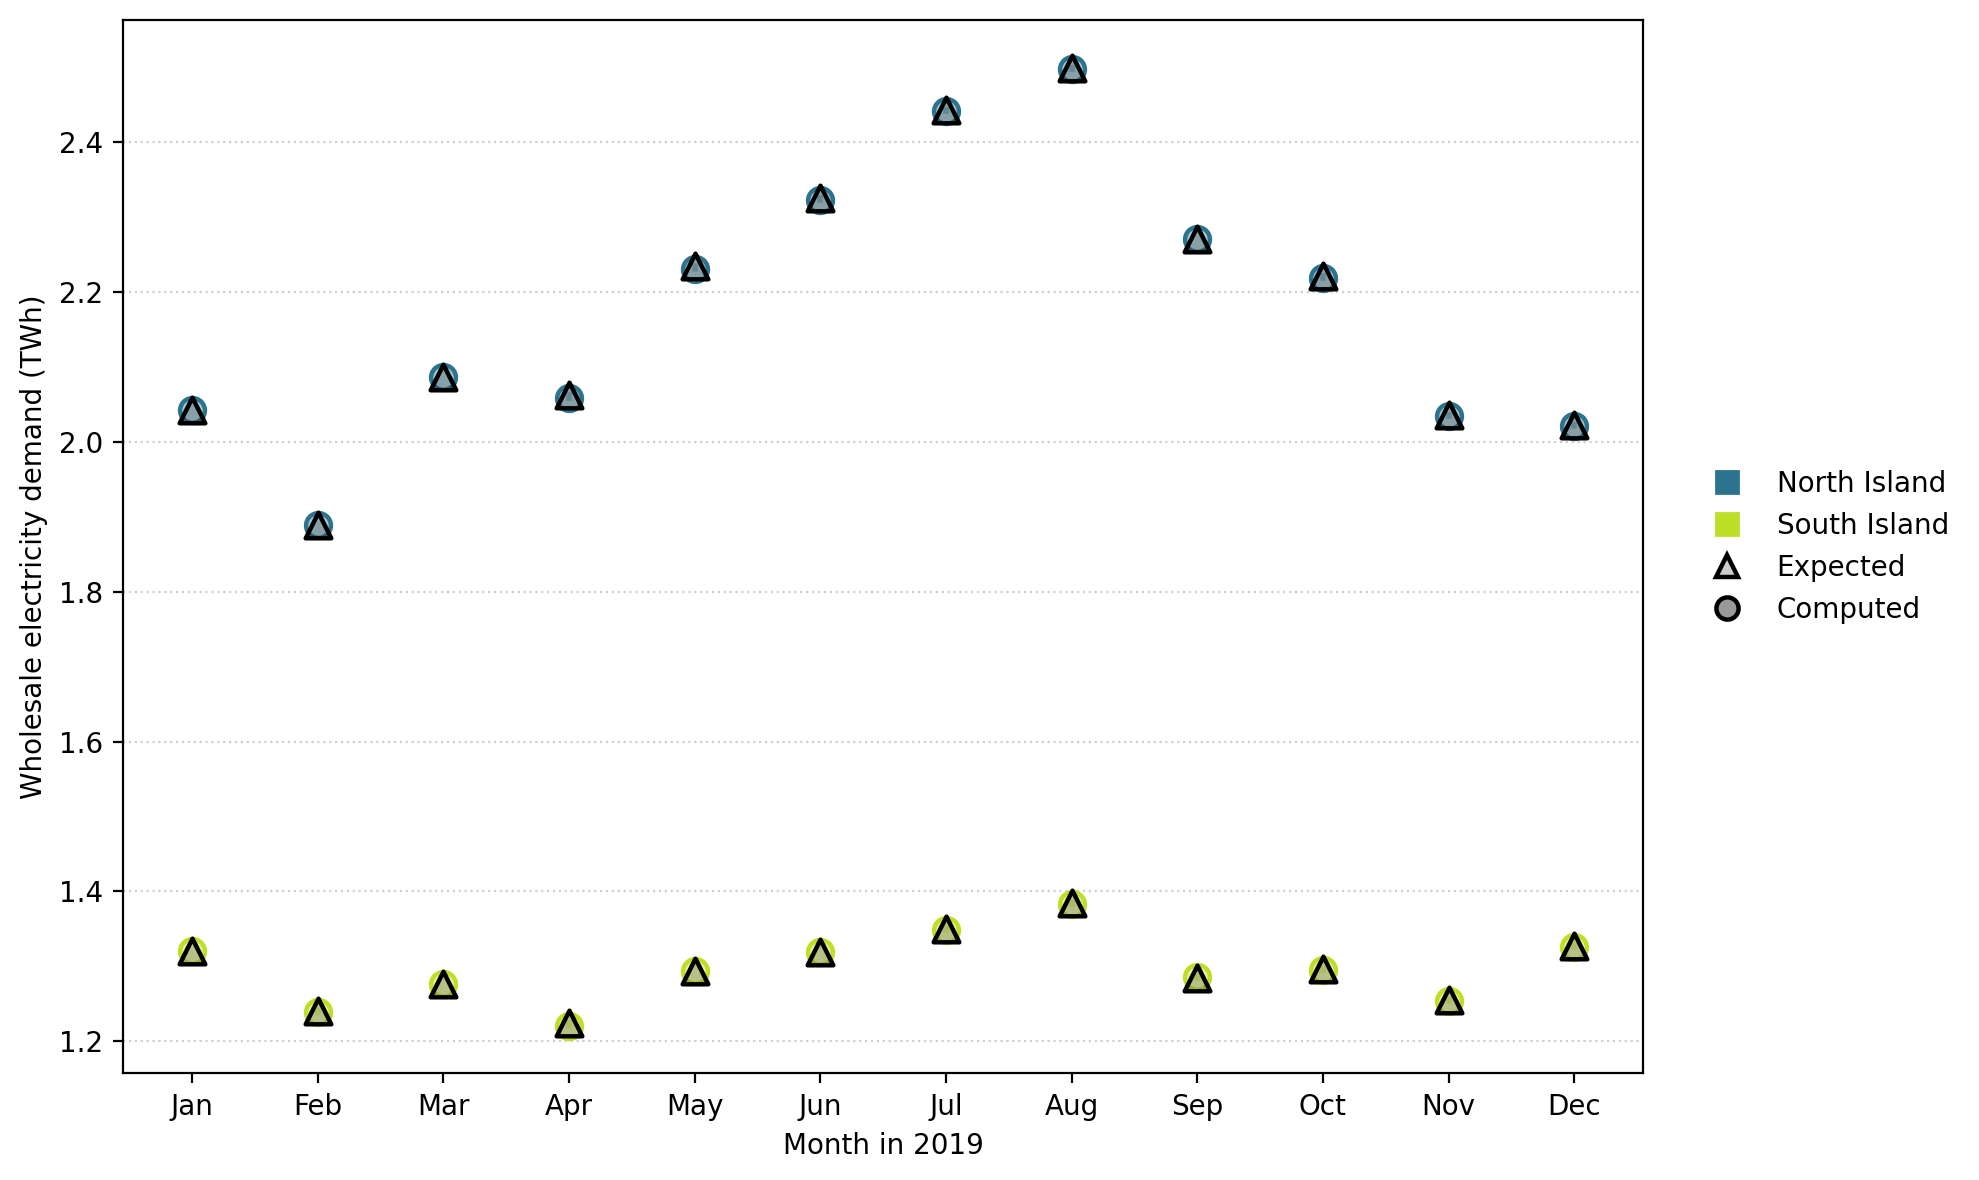 Wholesale electricity demand (TWh)
2.4
2.2
2.0
1.8
1.6
1.4
1.2
Jan Feb Mar Apr May Jun Jul Aug Sep Oct Nov Dec
Month in 2019
North Island
South Island
Expected
Computed